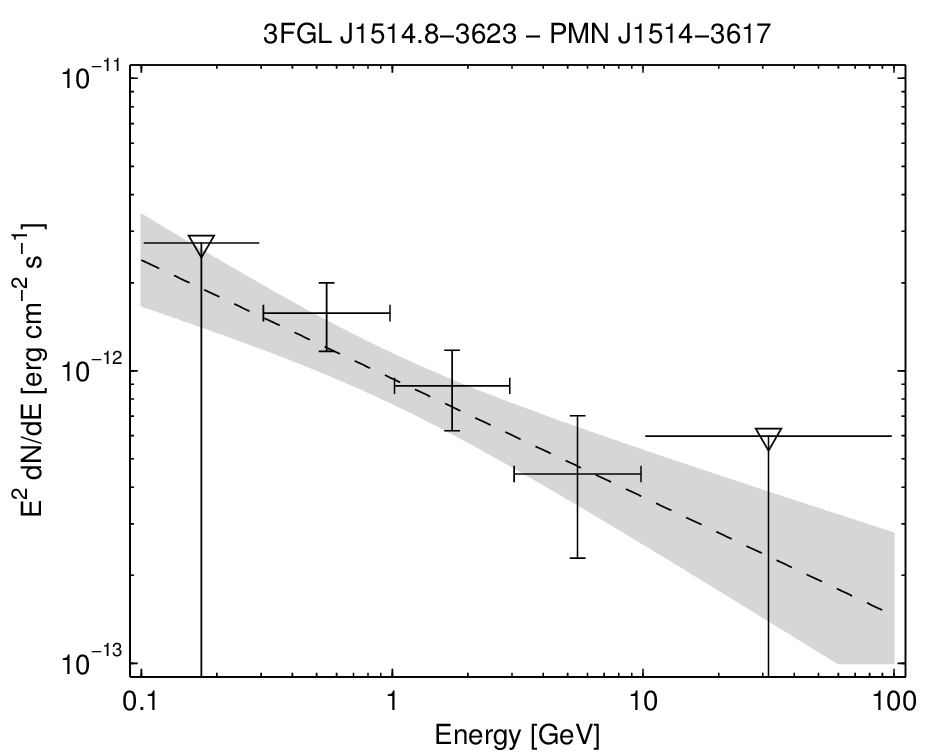 3FGL J1514.8−3623 − PMN J1514−3617
10⁻¹¹
10⁻¹²
10⁻¹³
E² dN/dE [erg cm⁻² s⁻¹]
0.1 1 10 100
Energy [GeV]